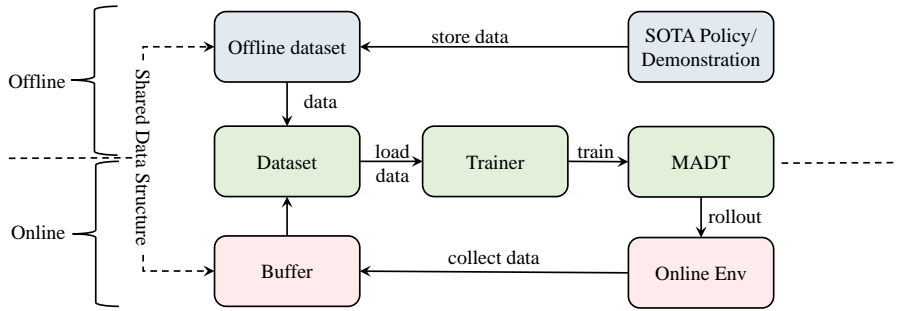 Offline
Offline dataset
store data
SOTA Policy/
Demonstration
data
Shared Data Structure
Dataset
load
data
Trainer
train
MADT
rollout
Online
Buffer
collect data
Online Env